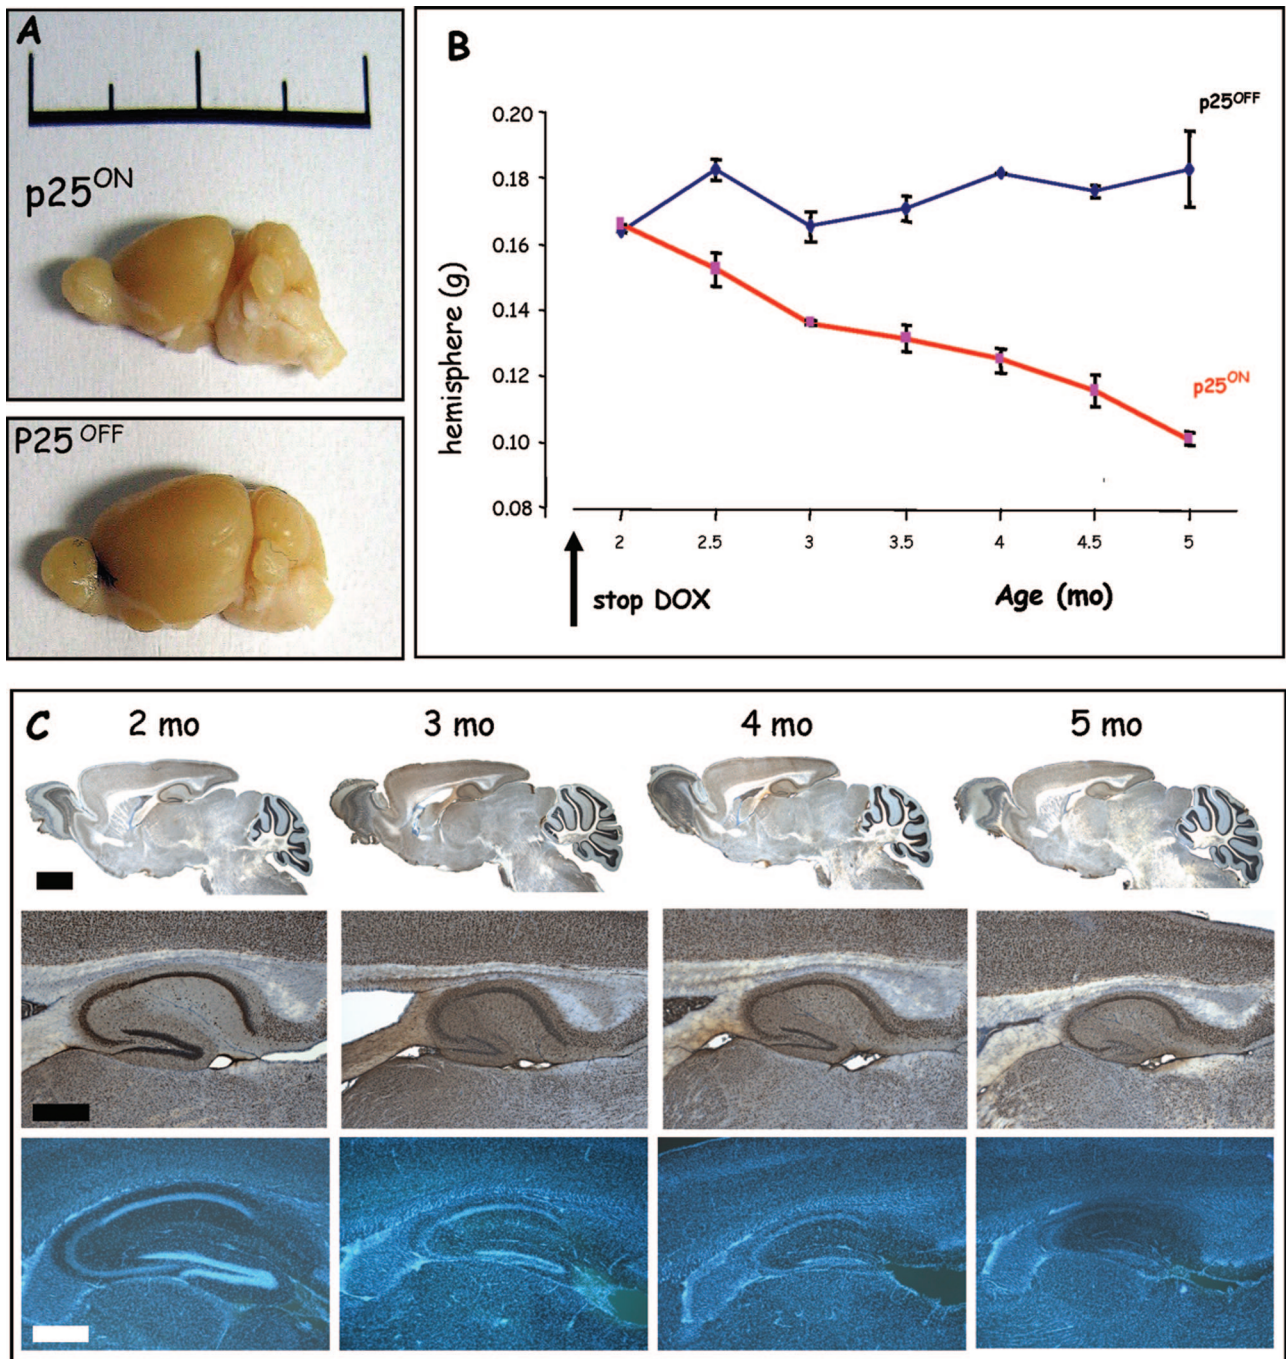 A
p25ON
P25OFF
B
p25OFF
0.20
0.18
0.16
0.14
0.12
0.10
0.08
hemisphere (g)
p25ON
2 2.5 3 3.5 4 4.5 5
stop DOX
Age (mo)
C
2 mo 3 mo 4 mo 5 mo